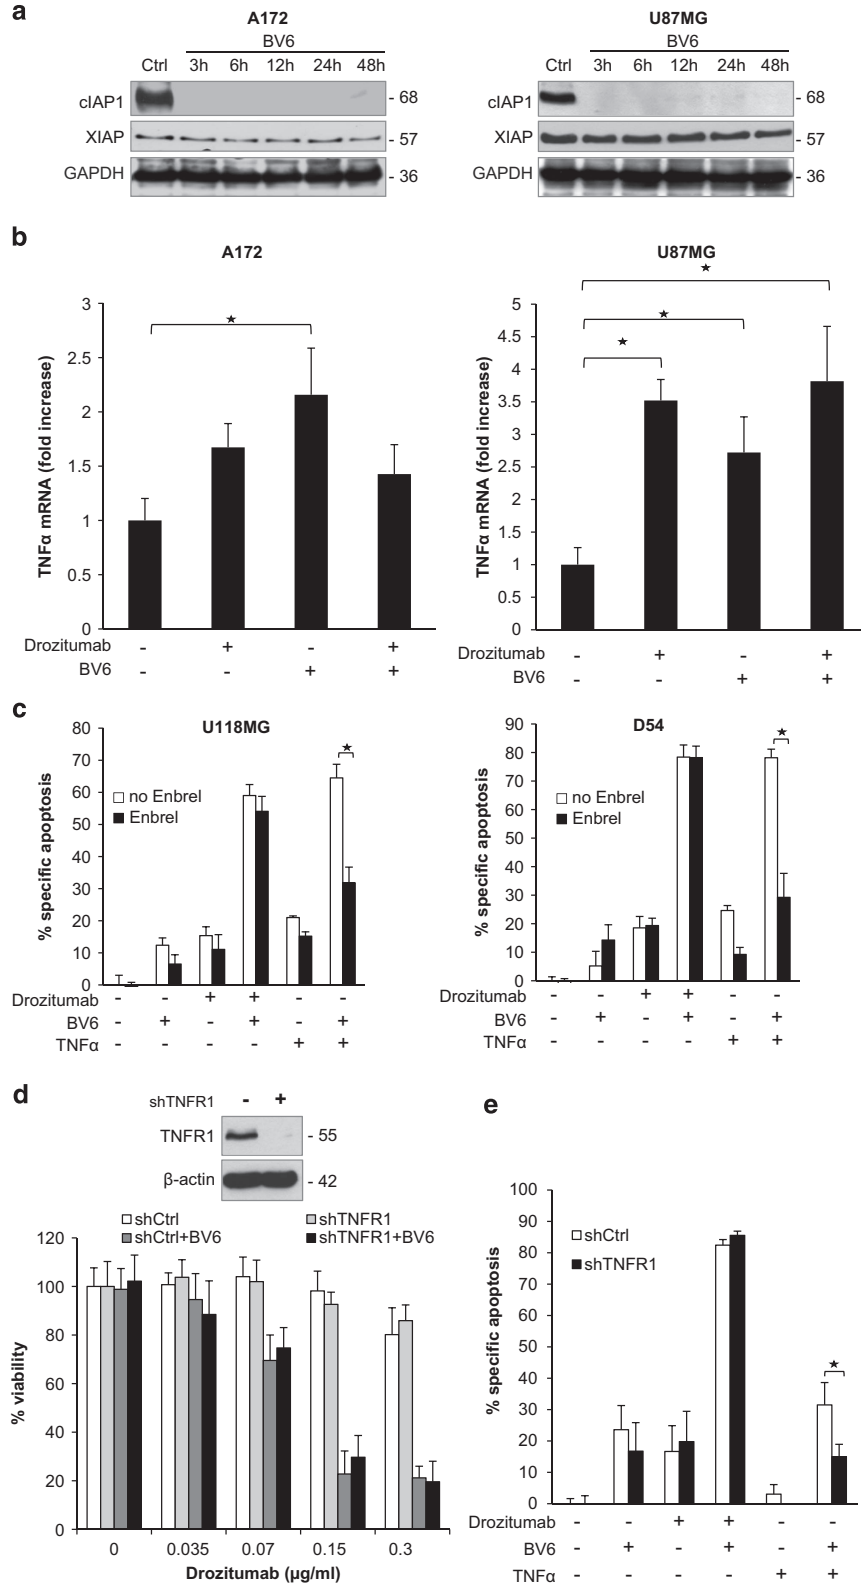 a
A172
BV6
Ctrl 3h 6h 12h 24h 48h
cIAP1 - 68
XIAP - 57
GAPDH - 36
U87MG
BV6
Ctrl 3h 6h 12h 24h 48h
cIAP1 - 68
XIAP - 57
GAPDH - 36
b
A172
★
TNFα mRNA (fold increase)
3
2.5
2
1.5
1
0.5
0
Drozitumab - + - +
BV6 - - + +
U87MG
★
★
★
TNFα mRNA (fold increase)
5
4.5
4
3.5
3
2.5
2
1.5
1
0.5
0
Drozitumab - + - +
BV6 - - + +
c
U118MG
★
% specific apoptosis
80
70
60
50
40
30
20
10
0
no Enbrel
Enbrel
Drozitumab - - + + - -
BV6 - + - + - +
TNFα - - - - + +
D54
★
% specific apoptosis
90
80
70
60
50
40
30
20
10
0
no Enbrel
Enbrel
Drozitumab - - + + - -
BV6 - + - + - +
TNFα - - - - + +
d
shTNFR1 - +
TNFR1 - 55
β-actin - 42
shCtrl shTNFR1
shCtrl+BV6 shTNFR1+BV6
% viability
120
100
80
60
40
20
0
0 0.035 0.07 0.15 0.3
Drozitumab (µg/ml)
e
% specific apoptosis
100
90
80
70
60
50
40
30
20
10
0
shCtrl
shTNFR1
★
Drozitumab - - + + - -
BV6 - + - + - +
TNFα - - - - + +